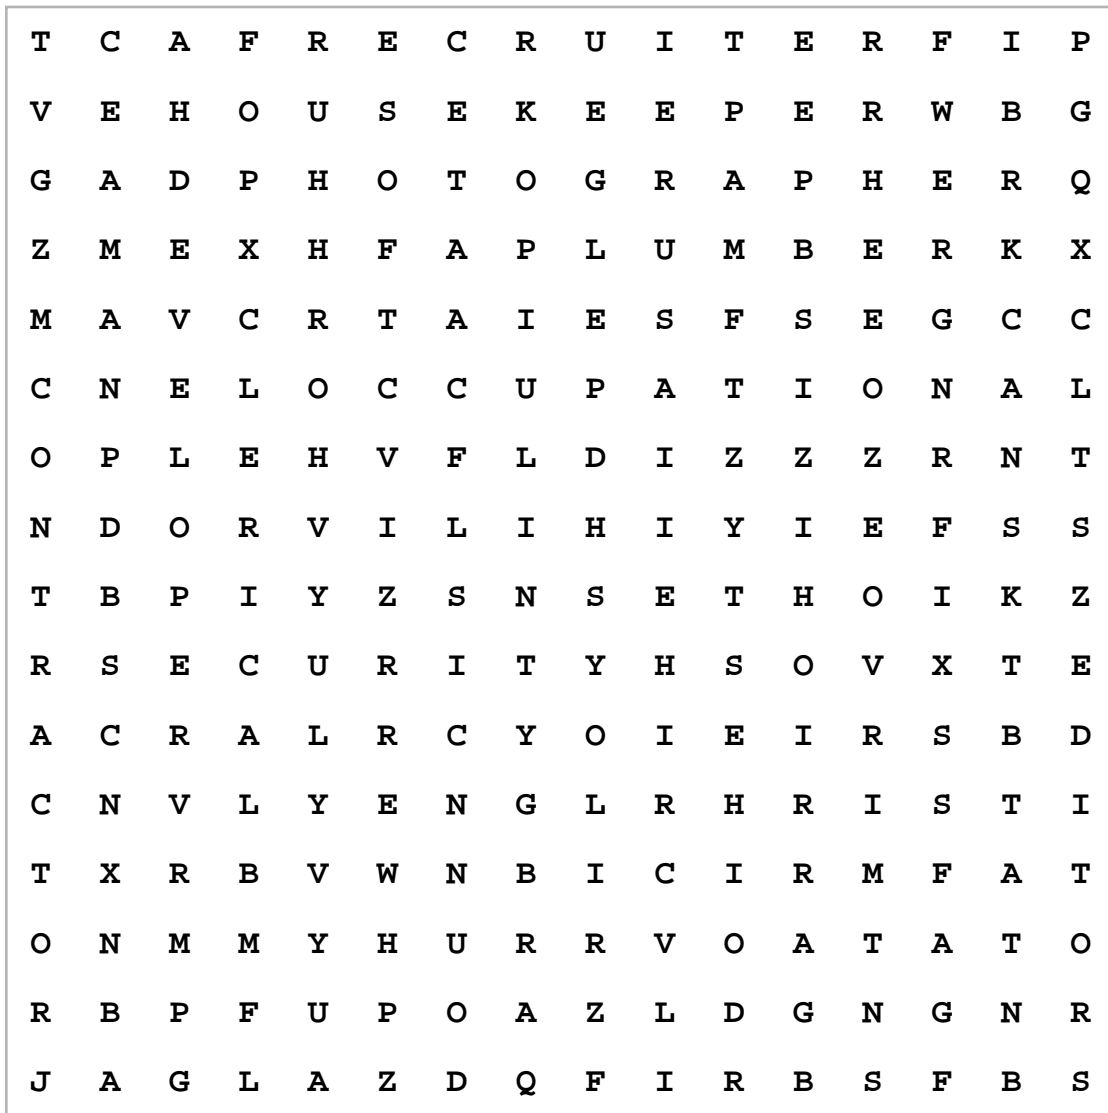 T C A F R E C R U I T E R F I P
V E H O U S E K E E P E R W B G
G A D P H O T O G R A P H E R Q
Z M E X H F A P L U M B E R K X
M A V C R T A I E S F S E G C C
C N E L O C C U P A T I O N A L
O P L E H V F L D I Z Z Z R N T
N D O R V I L I H I Y I E F S S
T B P I Y Z S N S E T H O I K Z
R S E C U R I T Y H S O V X T E
A C R A L R C Y O I E I R S B D
C N V L Y E N G L R H R I S T I
T X R B V W N B I C I R M F A T
O N M M Y H U R R V O A T A T O
R B P F U P O A Z L D G N G N R
J A G L A Z D Q F I R B S F B S